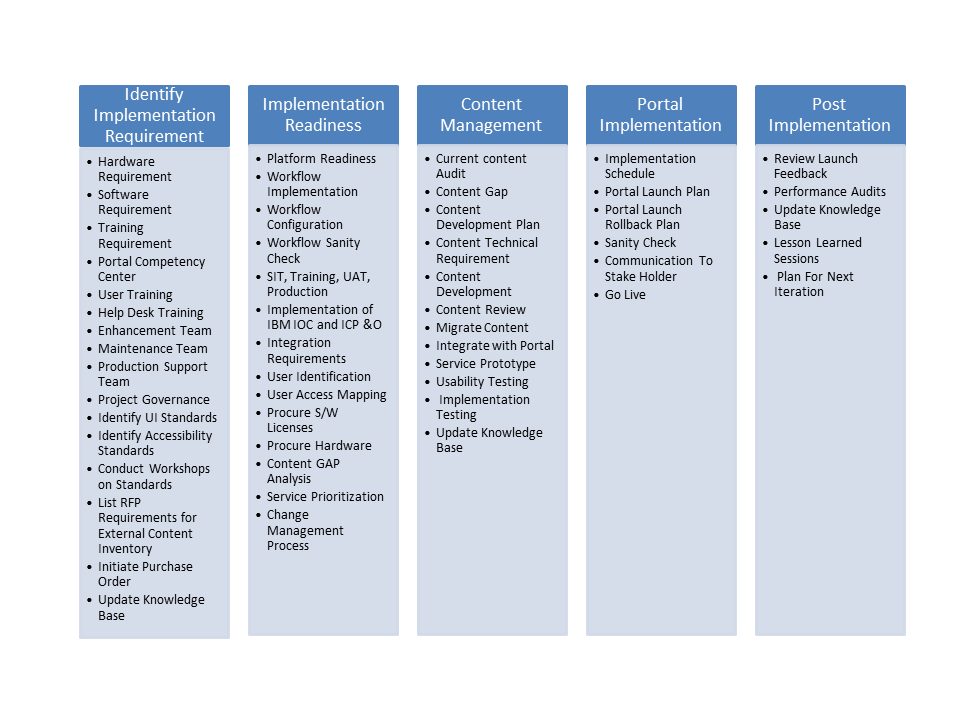 Identify
Implementation
Requirement
• Hardware
Requirement
• Software
Requirement
• Training
Requirement
• Portal Competency
Center
• User Training
• Help Desk Training
• Enhancement Team
• Maintenance Team
• Production Support
Team
• Project Governance
• Identify UI Standards
• Identify Accessibility
Standards
• Conduct Workshops
on Standards
• List RFP
Requirements for
External Content
Inventory
• Initiate Purchase
Order
• Update Knowledge
Base
Implementation
Readiness
• Platform Readiness
• Workflow
Implementation
• Workflow
Configuration
• Workflow Sanity
Check
• SIT, Training, UAT,
Production
• Implementation of
IBM IOC and ICP &O
• Integration
Requirements
• User Identification
• User Access Mapping
• Procure S/W
Licenses
• Procure Hardware
• Content GAP
Analysis
• Service Prioritization
• Change
Management
Process
Content
Management
• Current content
Audit
• Content Gap
• Content
Development Plan
• Content Technical
Requirement
• Content
Development
• Content Review
• Migrate Content
• Integrate with Portal
• Service Prototype
• Usability Testing
• Implementation
Testing
• Update Knowledge
Base
Portal
Implementation
• Implementation
Schedule
• Portal Launch Plan
• Portal Launch
Rollback Plan
• Sanity Check
• Communication To
Stake Holder
• Go Live
Post
Implementation
• Review Launch
Feedback
• Performance Audits
• Update Knowledge
Base
• Lesson Learned
Sessions
• Plan For Next
Iteration